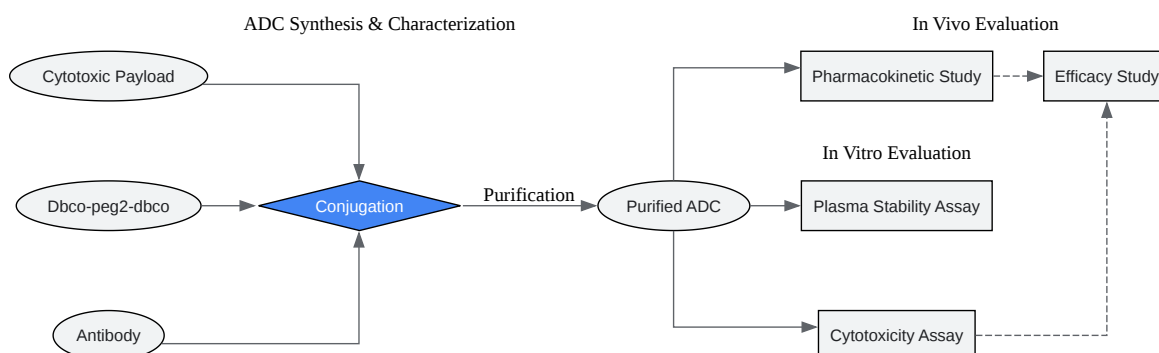 ADC Synthesis & Characterization
In Vivo Evaluation
Cytotoxic Payload
Pharmacokinetic Study
Efficacy Study
In Vitro Evaluation
Dbco-peg2-dbco
Conjugation
Purification
Purified ADC
Plasma Stability Assay
Antibody
Cytotoxicity Assay